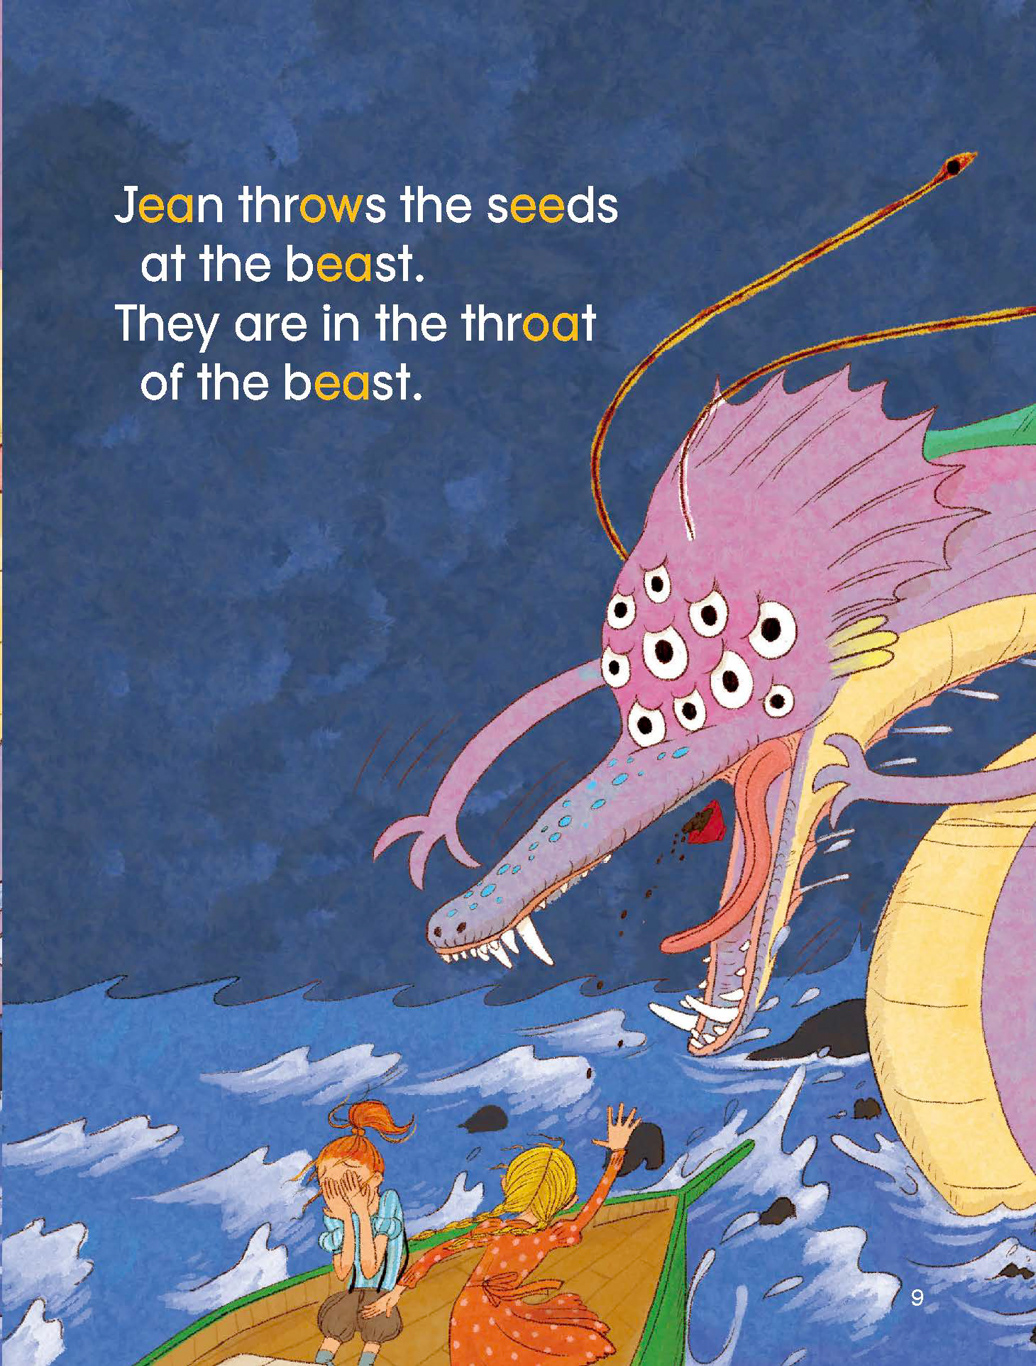 Jean throws the seeds
at the beast.
They are in the throat
of the beast.
9